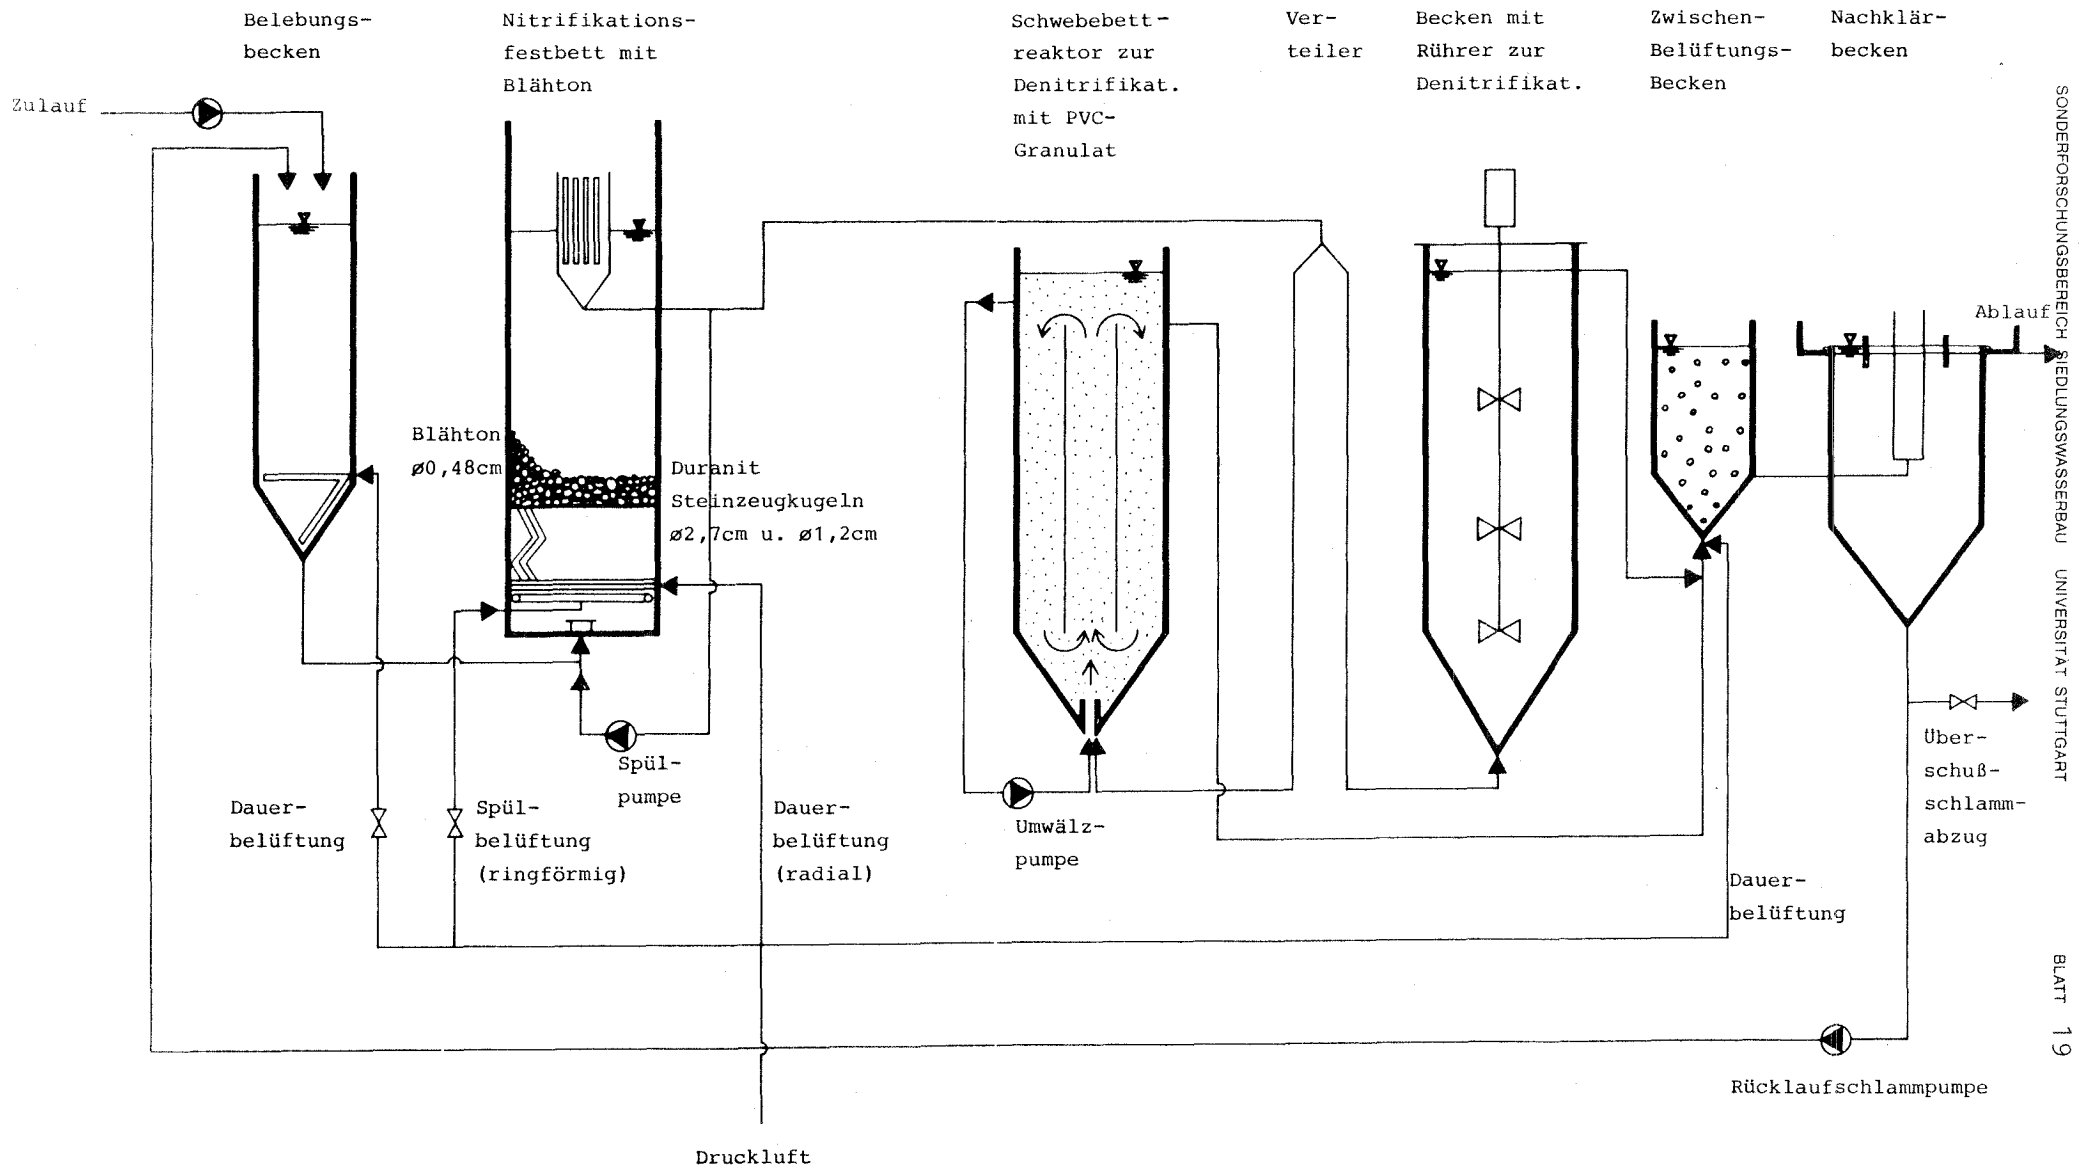 Belebungs-
becken
Nitrifikations-
festbett mit
Blähton
Schwebebett-
reaktor zur
Denitrifikat.
mit PVC-
Granulat
Ver-
teiler
Becken mit
Rührer zur
Denitrifikat.
Zwischen-
Belüftungs-
Becken
Nachklär-
becken
Zulauf
Ablauf
Blähton
ø0,48cm
Duranit
Steinzeugkugeln
ø2,7cm u. ø1,2cm
Spül-
pumpe
Dauer-
belüftung
Spül-
belüftung
(ringförmig)
Dauer-
belüftung
(radial)
Umwälz-
pumpe
Über-
schuß-
schlamm-
abzug
Dauer-
belüftung
Rücklaufschlammpumpe
Druckluft
SONDERFORSCHUNGSBEREICH SIEDLUNGSWASSERBAU UNIVERSITÄT STUTTGART BLATT 19